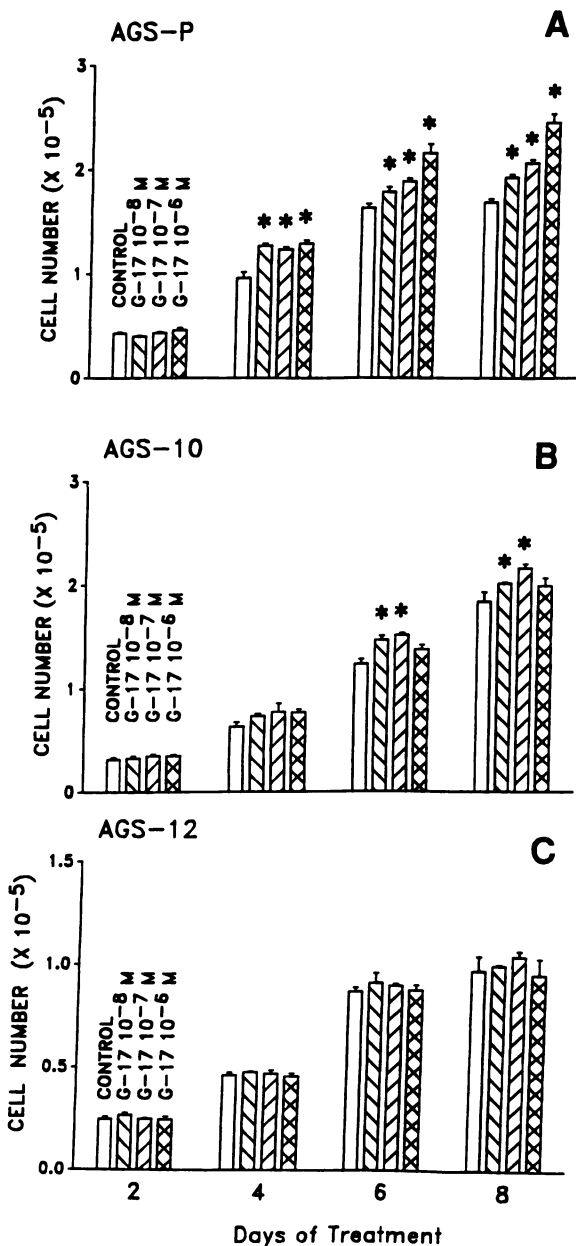 A
AGS-P
CELL NUMBER (X 10⁻⁵)
3
2
1
0
CONTROL
G-17 10⁻⁸ M
G-17 10⁻⁷ M
G-17 10⁻⁶ M
* * *
* * *
* * *
B
AGS-10
CELL NUMBER (X 10⁻⁵)
3
2
1
0
CONTROL
G-17 10⁻⁸ M
G-17 10⁻⁷ M
G-17 10⁻⁶ M
* *
* *
C
AGS-12
CELL NUMBER (X 10⁻⁵)
1.5
1.0
0.5
0.0
CONTROL
G-17 10⁻⁸ M
G-17 10⁻⁷ M
G-17 10⁻⁶ M
2 4 6 8
Days of Treatment